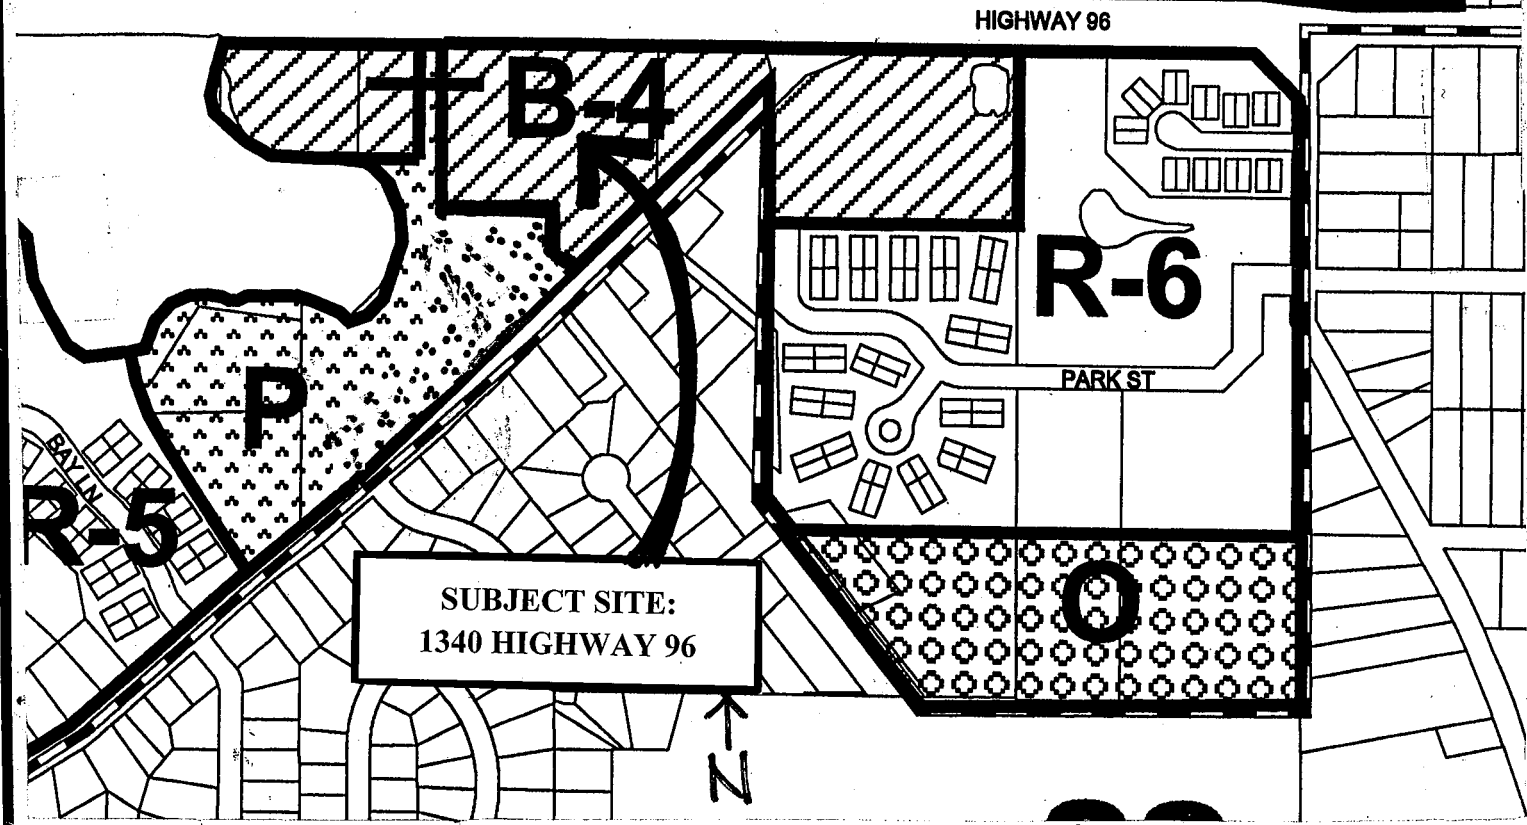 HIGHWAY 96
B-4
R-6
PARK ST
P
BAY LN
R-5
O
SUBJECT SITE:
1340 HIGHWAY 96
N